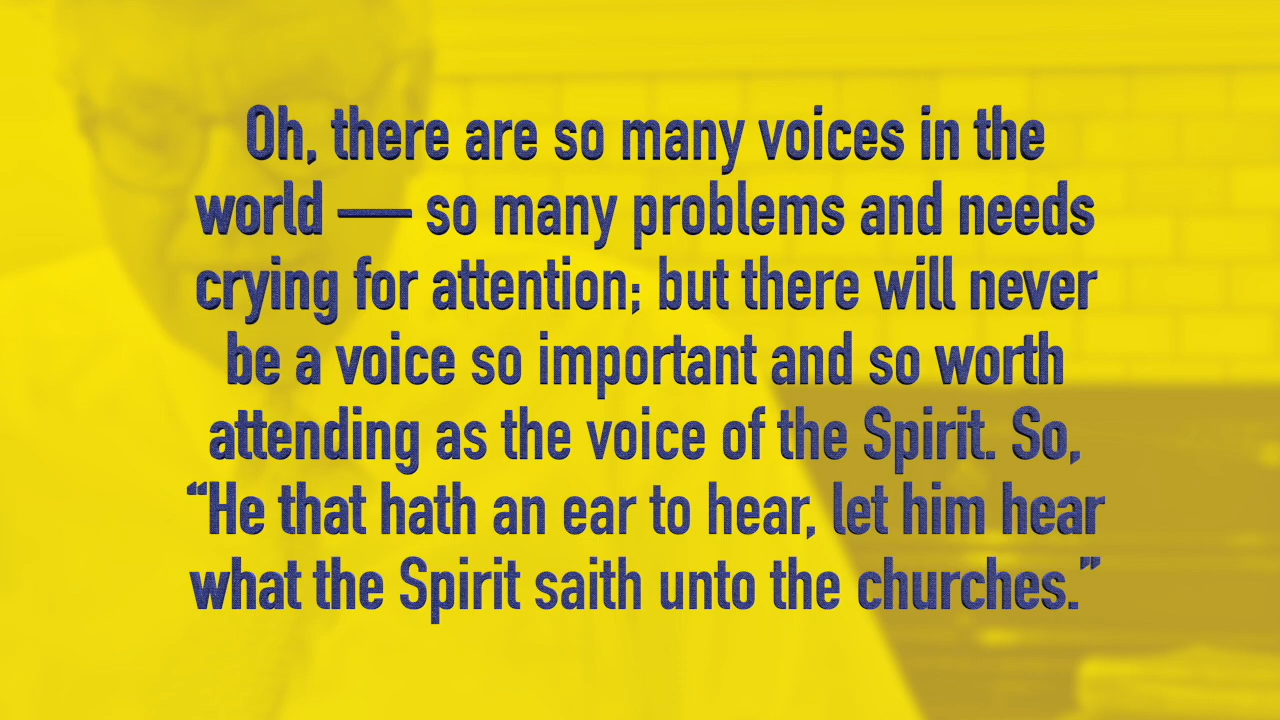 Oh, there are so many voices in the
world — so many problems and needs
crying for attention; but there will never
be a voice so important and so worth
attending as the voice of the Spirit. So,
“He that hath an ear to hear, let him hear
what the Spirit saith unto the churches.”